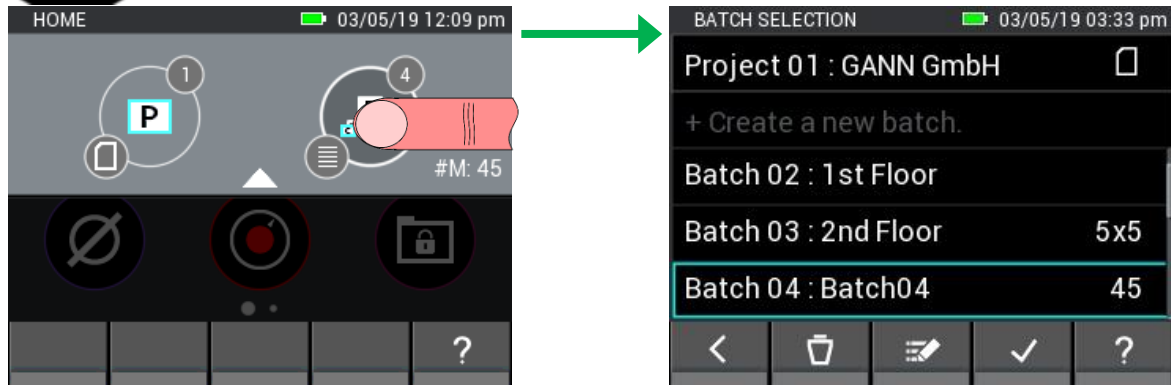 HOME 03/05/19 12:09 pm
1
4
P
c
#M: 45
?
BATCH SELECTION 03/05/19 03:33 pm
Project 01 : GANN GmbH
+ Create a new batch.
Batch 02 : 1st Floor
Batch 03 : 2nd Floor 5x5
Batch 04 : Batch04 45
?